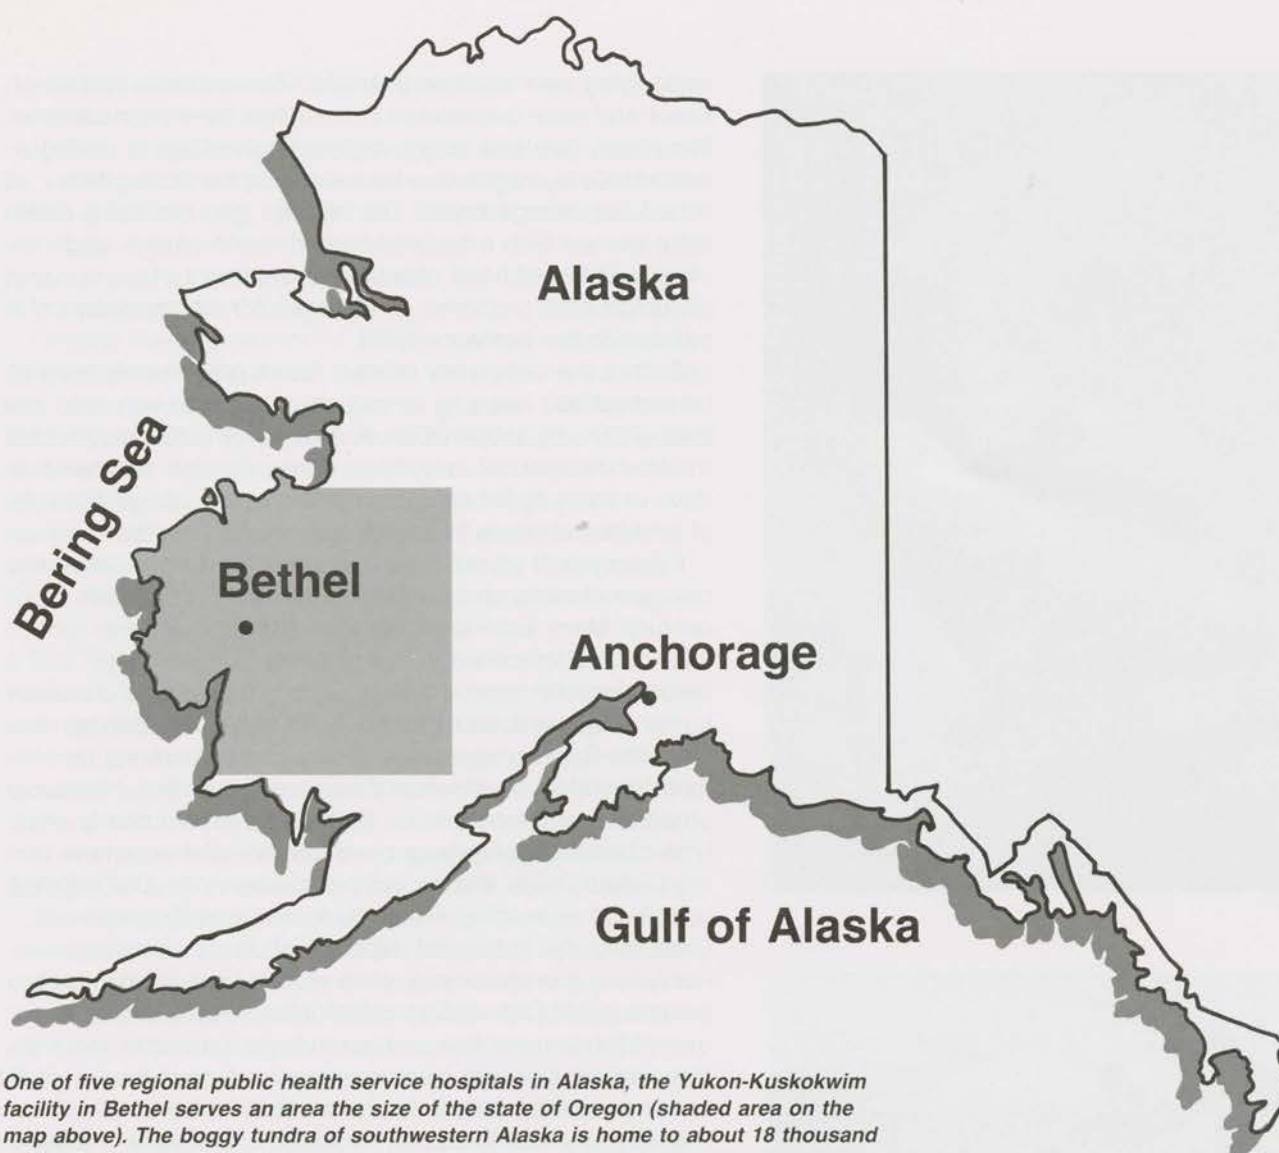 Alaska
Bering Sea
Bethel
Anchorage
Gulf of Alaska
One of five regional public health service hospitals in Alaska, the Yukon-Kuskokwim
facility in Bethel serves an area the size of the state of Oregon (shaded area on the
map above). The boggy tundra of southwestern Alaska is home to about 18 thousand